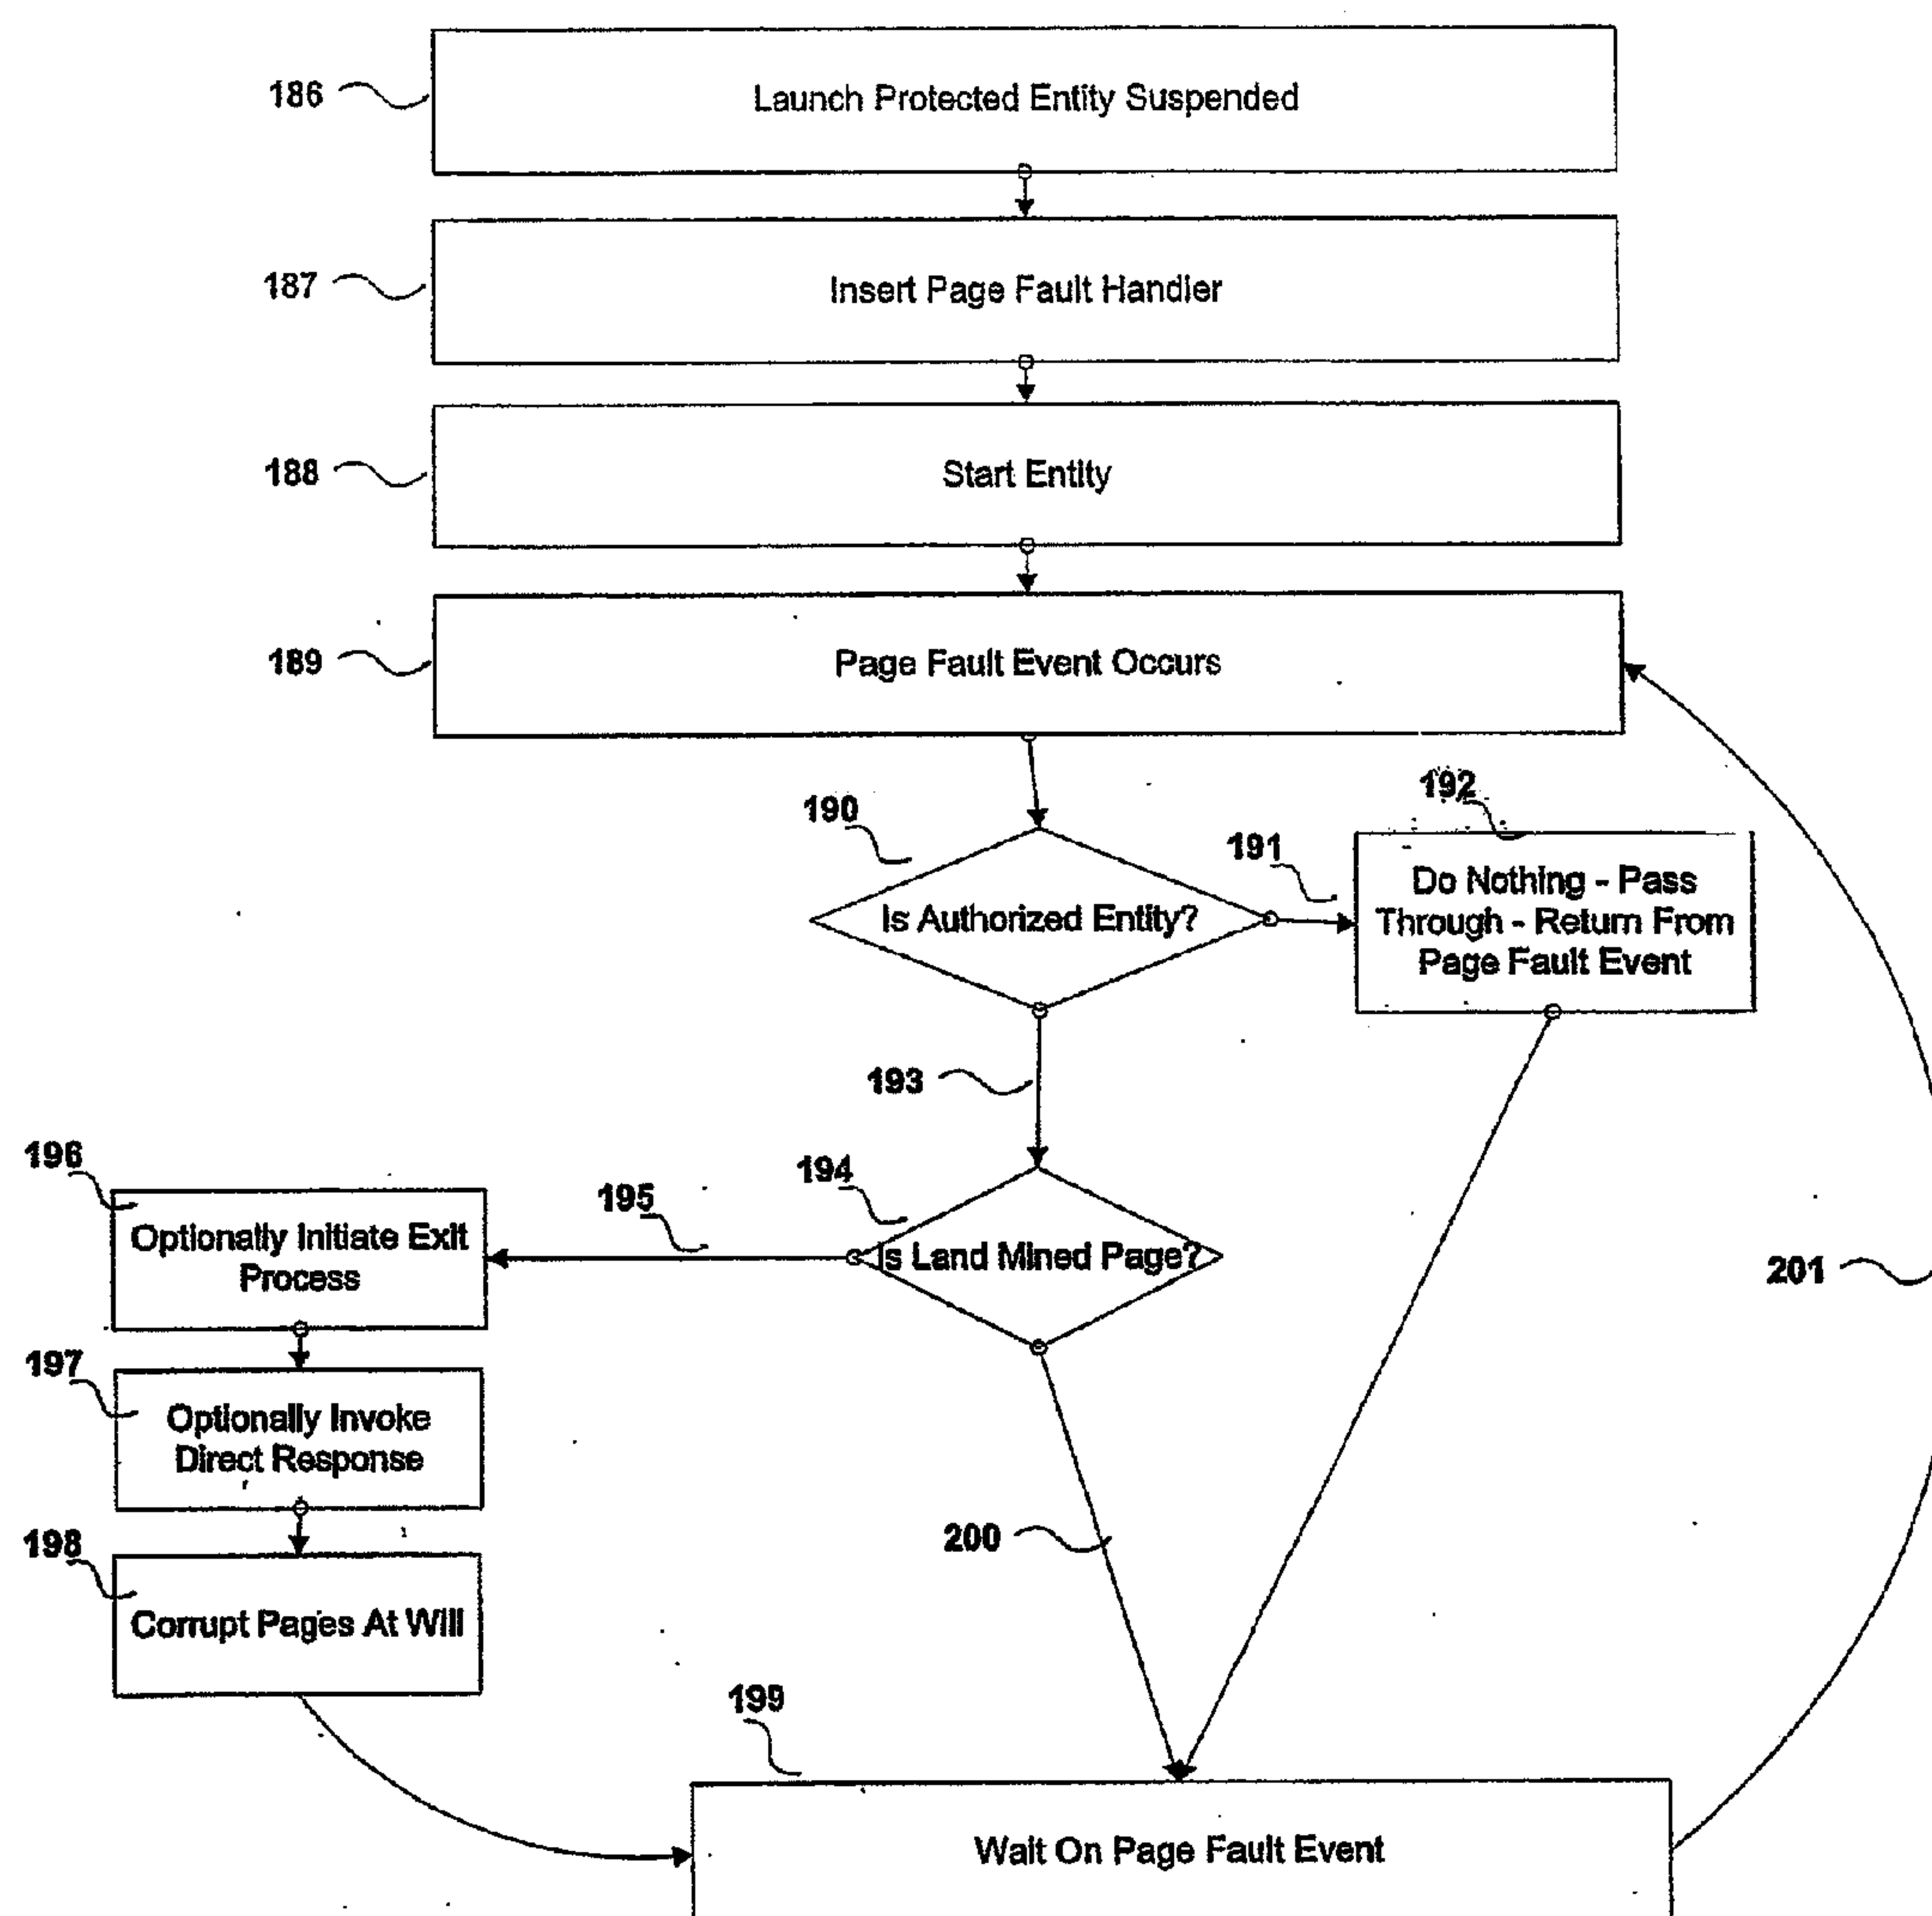 186
Launch Protected Entity Suspended
187
Insert Page Fault Handler
188
Start Entity
189
Page Fault Event Occurs
190
Is Authorized Entity?
191
192
Do Nothing - Pass
Through - Return From
Page Fault Event
193
194
Is Land Mined Page?
195
196
Optionally Initiate Exit
Process
197
Optionally Invoke
Direct Response
198
Corrupt Pages At Will
200
201
199
Wait On Page Fault Event